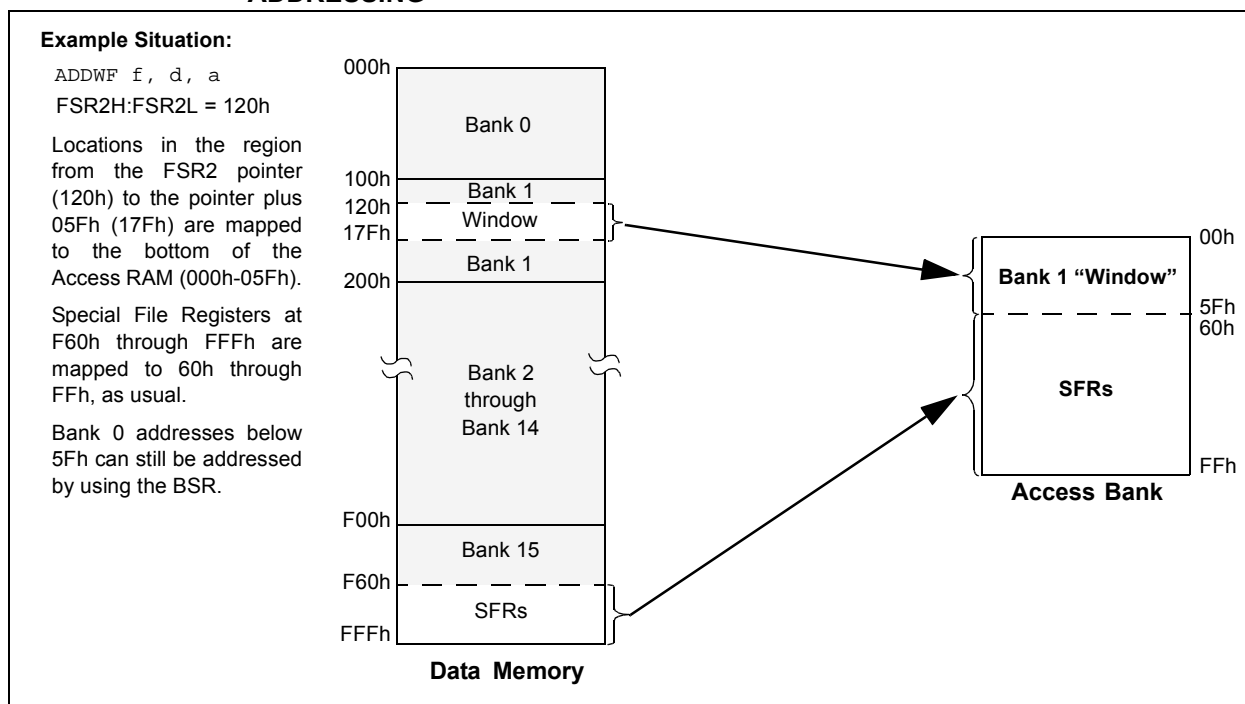 ADDRESSING
Example Situation:
ADDWF f, d, a
FSR2H:FSR2L = 120h
Locations in the region
from the FSR2 pointer
(120h) to the pointer plus
05Fh (17Fh) are mapped
to the bottom of the
Access RAM (000h-05Fh).
Special File Registers at
F60h through FFFh are
mapped to 60h through
FFh, as usual.
Bank 0 addresses below
5Fh can still be addressed
by using the BSR.
000h
Bank 0
100h
Bank 1
120h
Window
17Fh
Bank 1
200h
Bank 2
through
Bank 14
F00h
Bank 15
F60h
SFRs
FFFh
Data Memory
00h
Bank 1 “Window”
5Fh
60h
SFRs
FFh
Access Bank